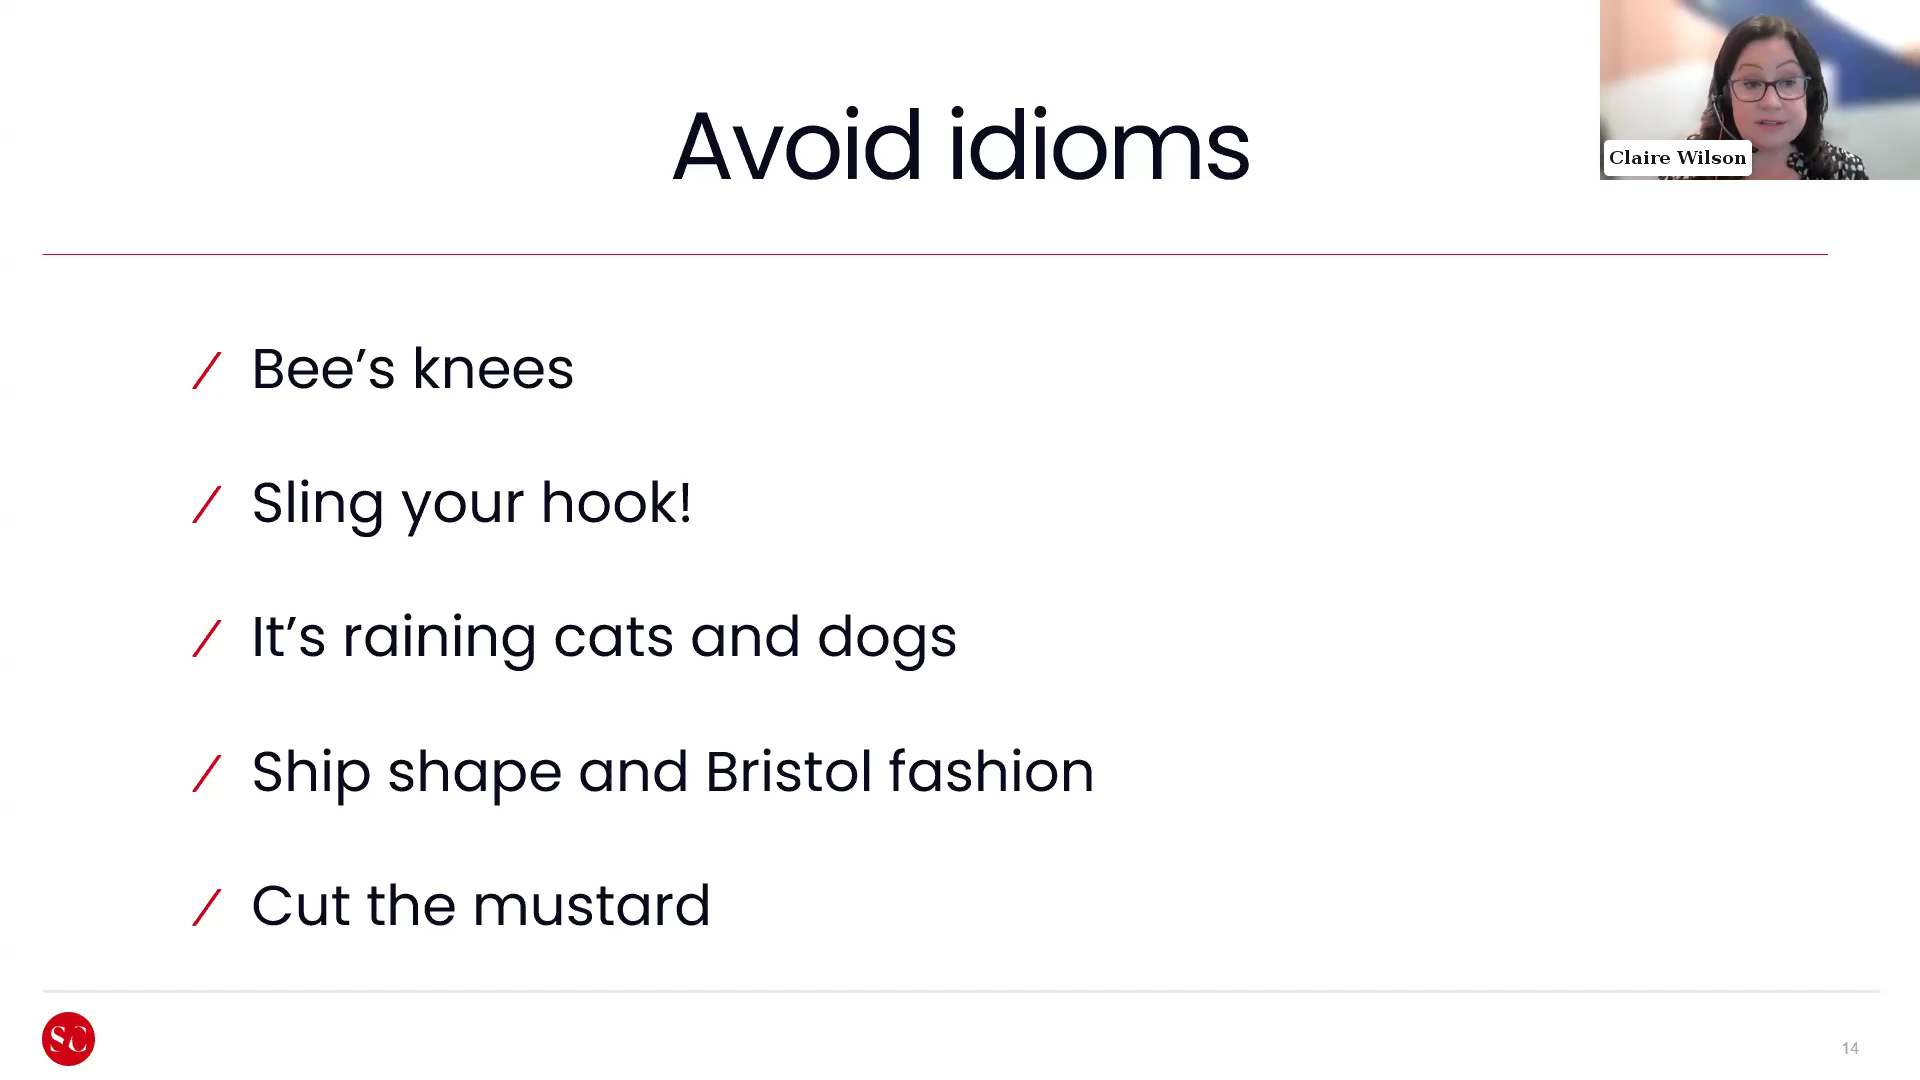 Avoid idioms
Claire Wilson
Bee’s knees
Sling your hook!
It’s raining cats and dogs
Ship shape and Bristol fashion
Cut the mustard
SC
14